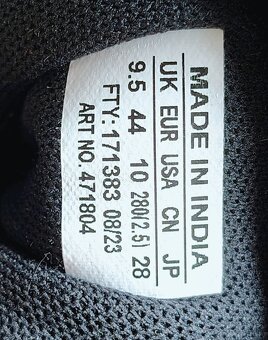 MADE IN INDIA
UK EUR USA CN JP
9.5 44 10 280(2.5) 28
FTY: 171383 08/23
ART NO. 471804